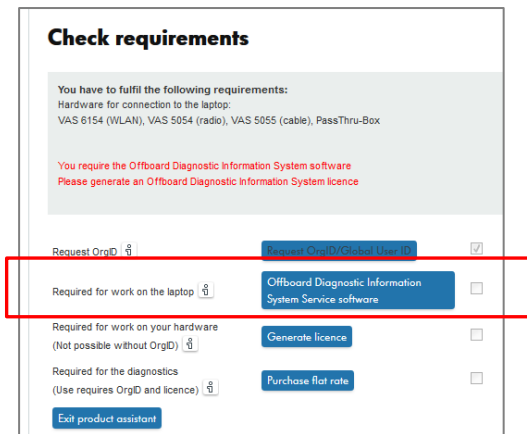 Check requirements
You have to fulfil the following requirements:
Hardware for connection to the laptop:
VAS 6154 (WLAN), VAS 5054 (radio), VAS 5055 (cable), PassThru-Box
You require the Offboard Diagnostic Information System software
Please generate an Offboard Diagnostic Information System licence
Request OrgID
Request OrgID/Global User ID
Required for work on the laptop
Offboard Diagnostic Information
System Service software
Required for work on your hardware
(Not possible without OrgID)
Generate licence
Required for the diagnostics
(Use requires OrgID and licence)
Purchase flat rate
Exit product assistant